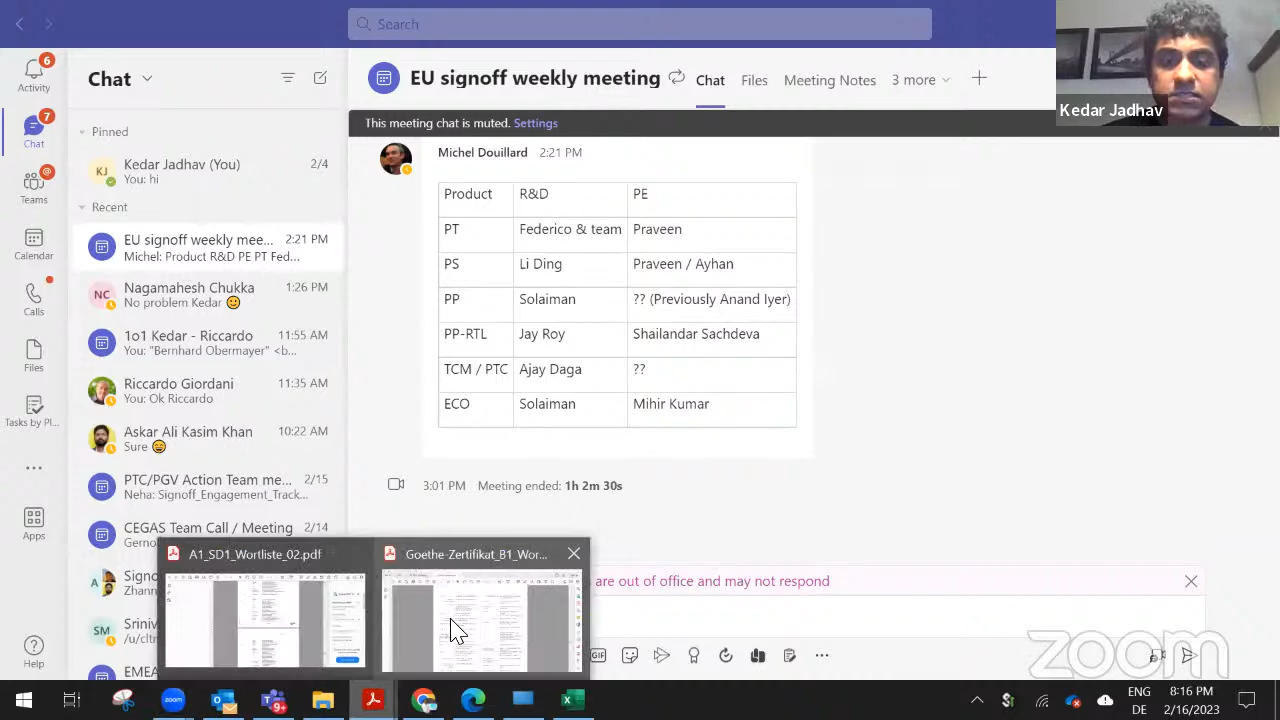 Search
Kedar Jadhav
6
Activity
7
Chat
Teams
Calendar
Calls
Files
Tasks by Pl...
Apps
Help
Chat
Pinned
KJ
Kedar Jadhav (You)
2/4
You: hi
Recent
EU signoff weekly mee...
2:21 PM
Michel: Product R&D PE PT Fed...
NC
Nagamahesh Chukka
1:26 PM
No problem Kedar
1o1 Kedar - Riccardo
11:55 AM
You: "Bernhard Obermayer" <b...
Riccardo Giordani
11:35 AM
You: Ok Riccardo
Askar Ali Kasim Khan
10:22 AM
Sure
PTC/PGV Action Team me...
2/15
Neha: Signoff_Engagement_Track...
CEGAS Team Call / Meeting
2/14
EU signoff weekly meeting
Chat
Files
Meeting Notes
3 more
This meeting chat is muted. Settings
Michel Douillard
2:21 PM
Product R&D PE
PT Federico & team Praveen
PS Li Ding Praveen / Ayhan
PP Solaiman ?? (Previously Anand Iyer)
PP-RTL Jay Roy Shailandar Sachdeva
TCM / PTC Ajay Daga ??
ECO Solaiman Mihir Kumar
3:01 PM
Meeting ended: 1h 2m 30s
A1_SD1_Wortliste_02.pdf
Goethe-Zertifikat_B1_Wor...
are out of office and may not respond
GIF
SM
zoom
zoom
9+
ENG
DE
8:16 PM
2/16/2023